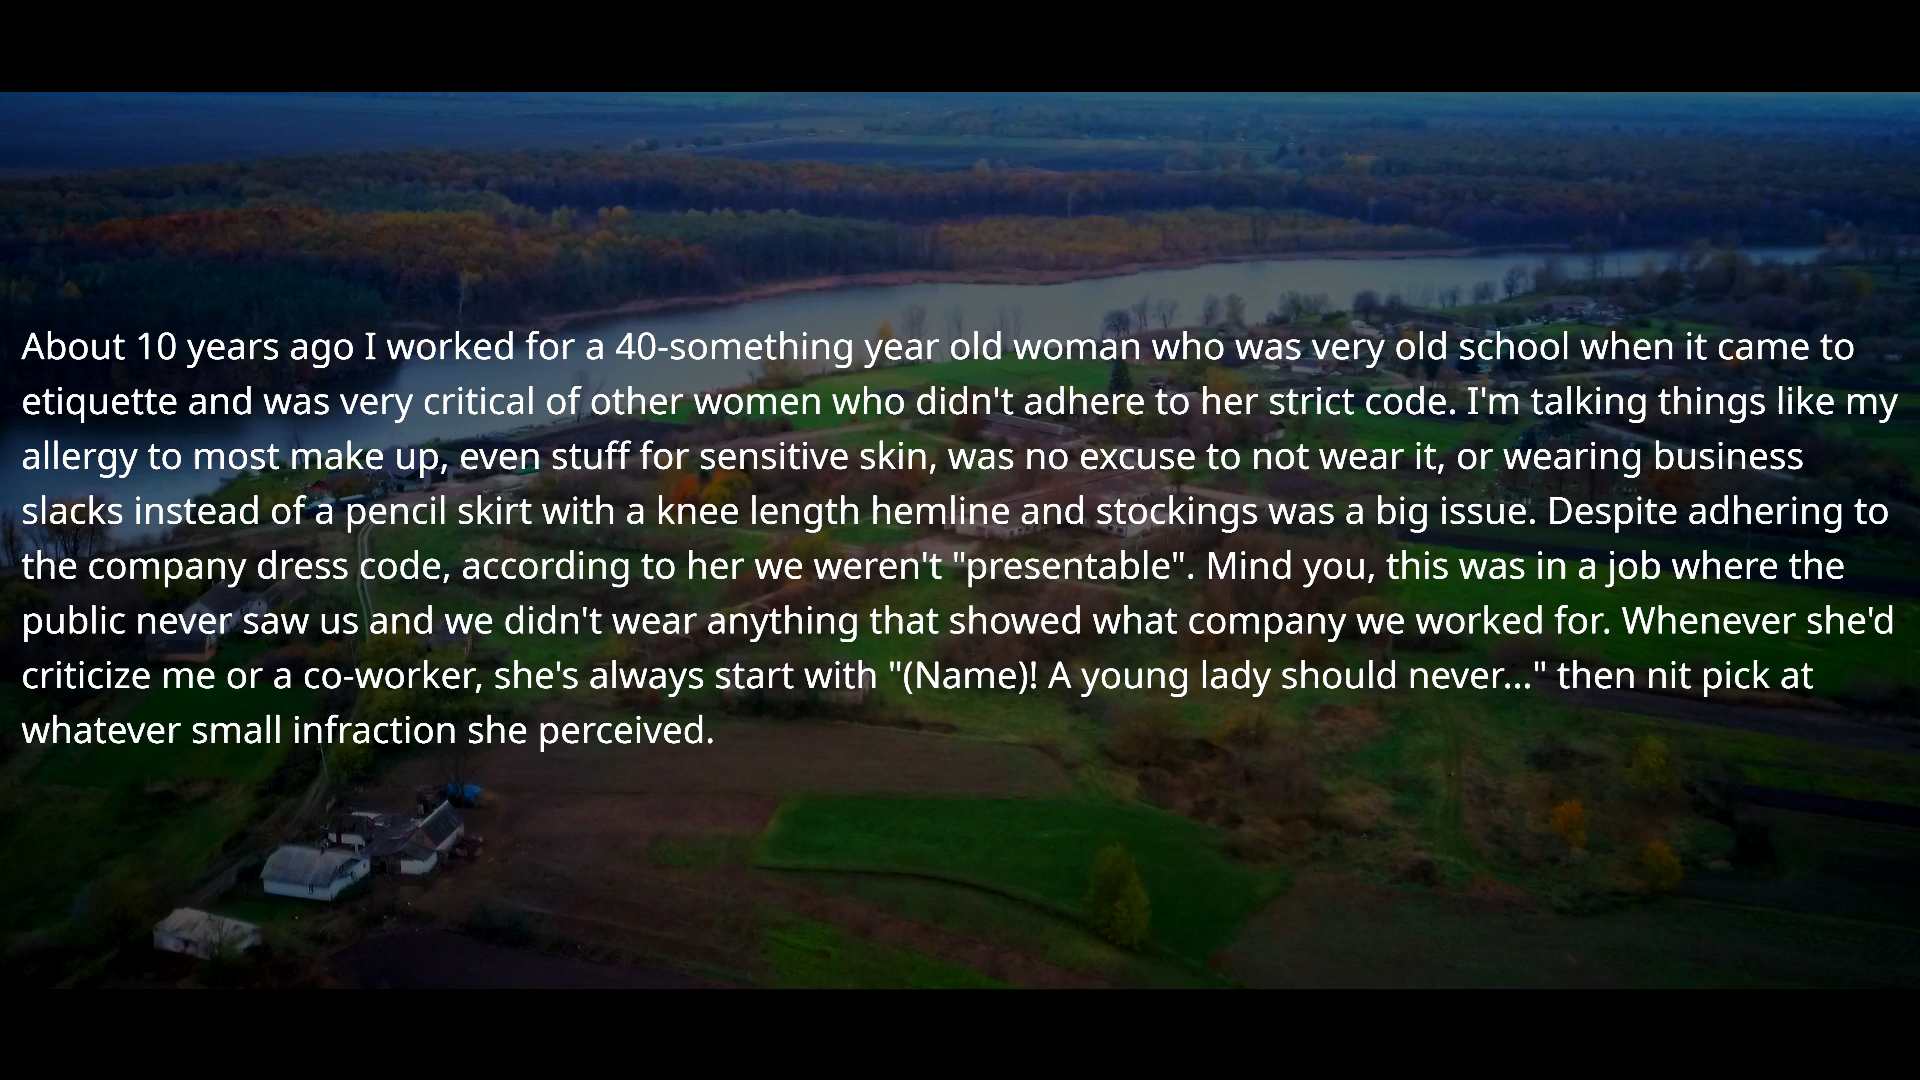 About 10 years ago I worked for a 40-something year old woman who was very old school when it came to
etiquette and was very critical of other women who didn't adhere to her strict code. I'm talking things like my
allergy to most make up, even stuff for sensitive skin, was no excuse to not wear it, or wearing business
slacks instead of a pencil skirt with a knee length hemline and stockings was a big issue. Despite adhering to
the company dress code, according to her we weren't "presentable". Mind you, this was in a job where the
public never saw us and we didn't wear anything that showed what company we worked for. Whenever she'd
criticize me or a co-worker, she's always start with "(Name)! A young lady should never..." then nit pick at
whatever small infraction she perceived.